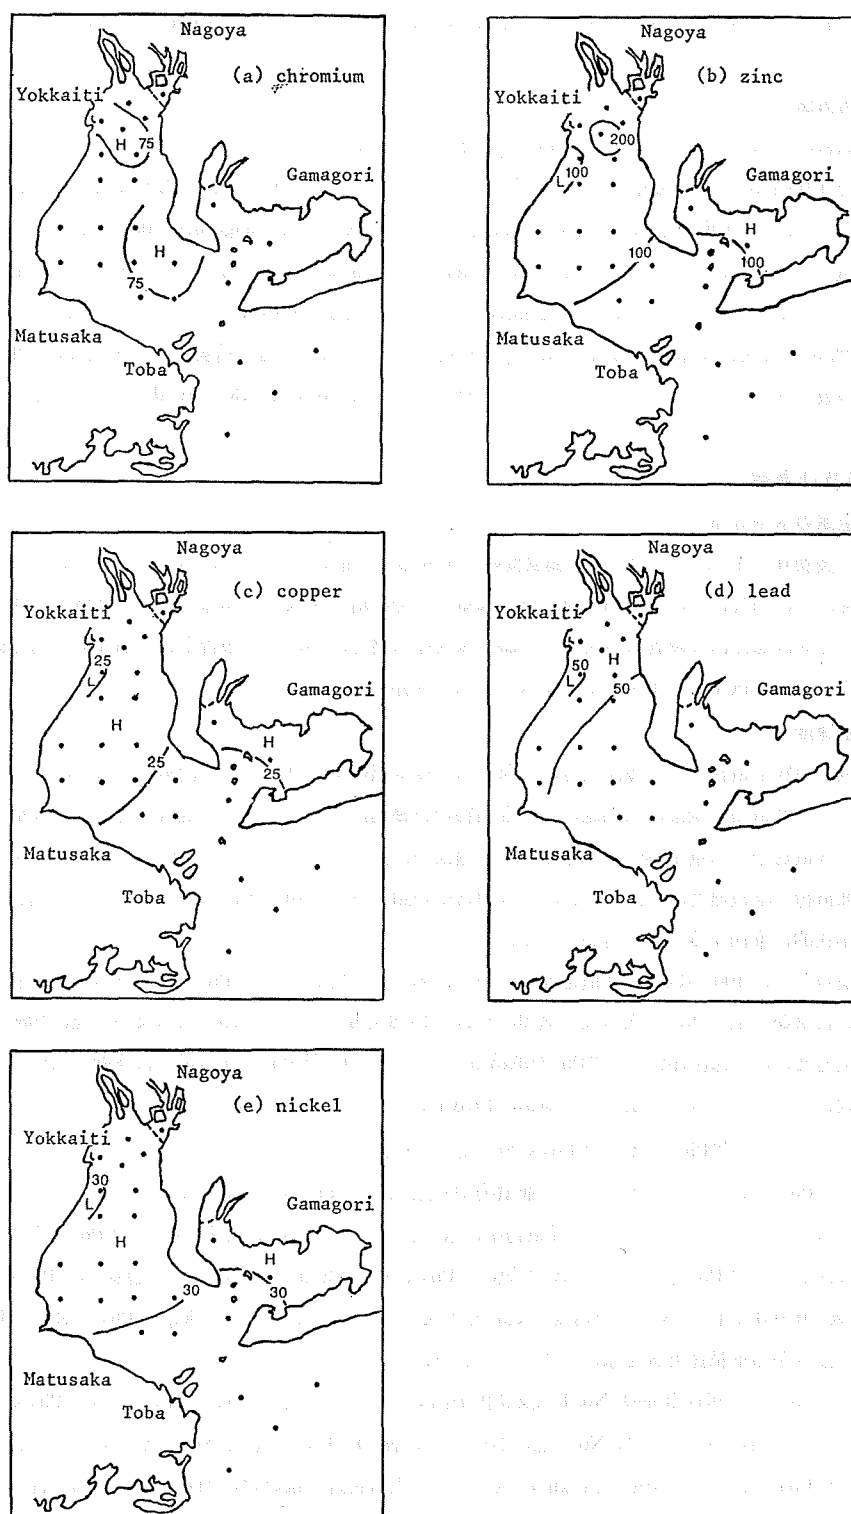 Nagoya
(a) chromium
Yokkaiti
H
75
Gamagori
H
75
Matusaka
Toba
Nagoya
(b) zinc
Yokkaiti
200
100
L
Gamagori
H
100
100
Matusaka
Toba
Nagoya
(c) copper
Yokkaiti
25
L
Gamagori
H
H
25
25
Matusaka
Toba
Nagoya
(d) lead
Yokkaiti
H
50
L
50
Gamagori
Matusaka
Toba
Nagoya
(e) nickel
Yokkaiti
30
L
Gamagori
H
H
30
30
Matusaka
Toba